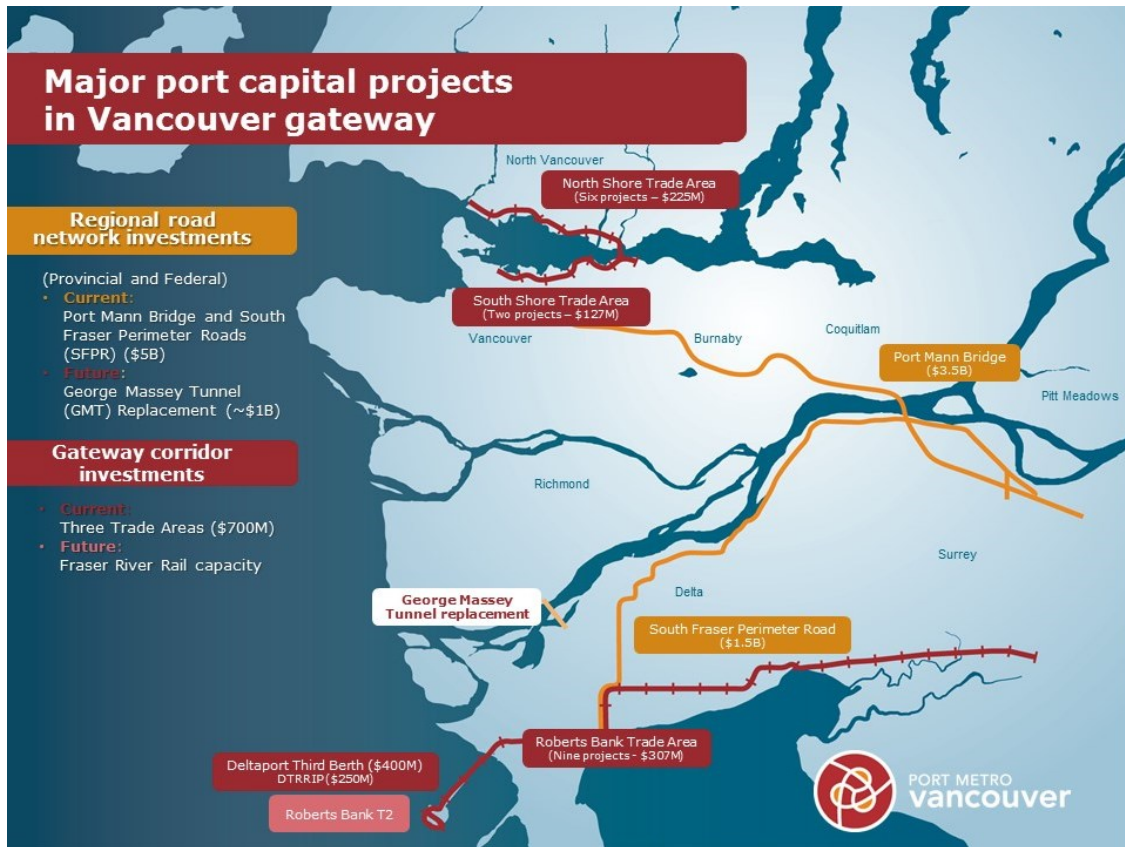 Major port capital projects
in Vancouver gateway
North Vancouver
North Shore Trade Area
(Six projects – $225M)
Regional road
network investments
(Provincial and Federal)
• Current:
Port Mann Bridge and South
Fraser Perimeter Roads
(SFPR) ($5B)
• Future:
George Massey Tunnel
(GMT) Replacement (~$1B)
Gateway corridor
investments
• Current:
Three Trade Areas ($700M)
• Future:
Fraser River Rail capacity
South Shore Trade Area
(Two projects – $127M)
Vancouver
Burnaby
Coquitlam
Port Mann Bridge
($3.5B)
Pitt Meadows
Richmond
Surrey
Delta
George Massey
Tunnel replacement
South Fraser Perimeter Road
($1.5B)
Roberts Bank Trade Area
(Nine projects - $307M)
Deltaport Third Berth ($400M)
DTRRIP ($250M)
Roberts Bank T2
PORT METRO
vancouver